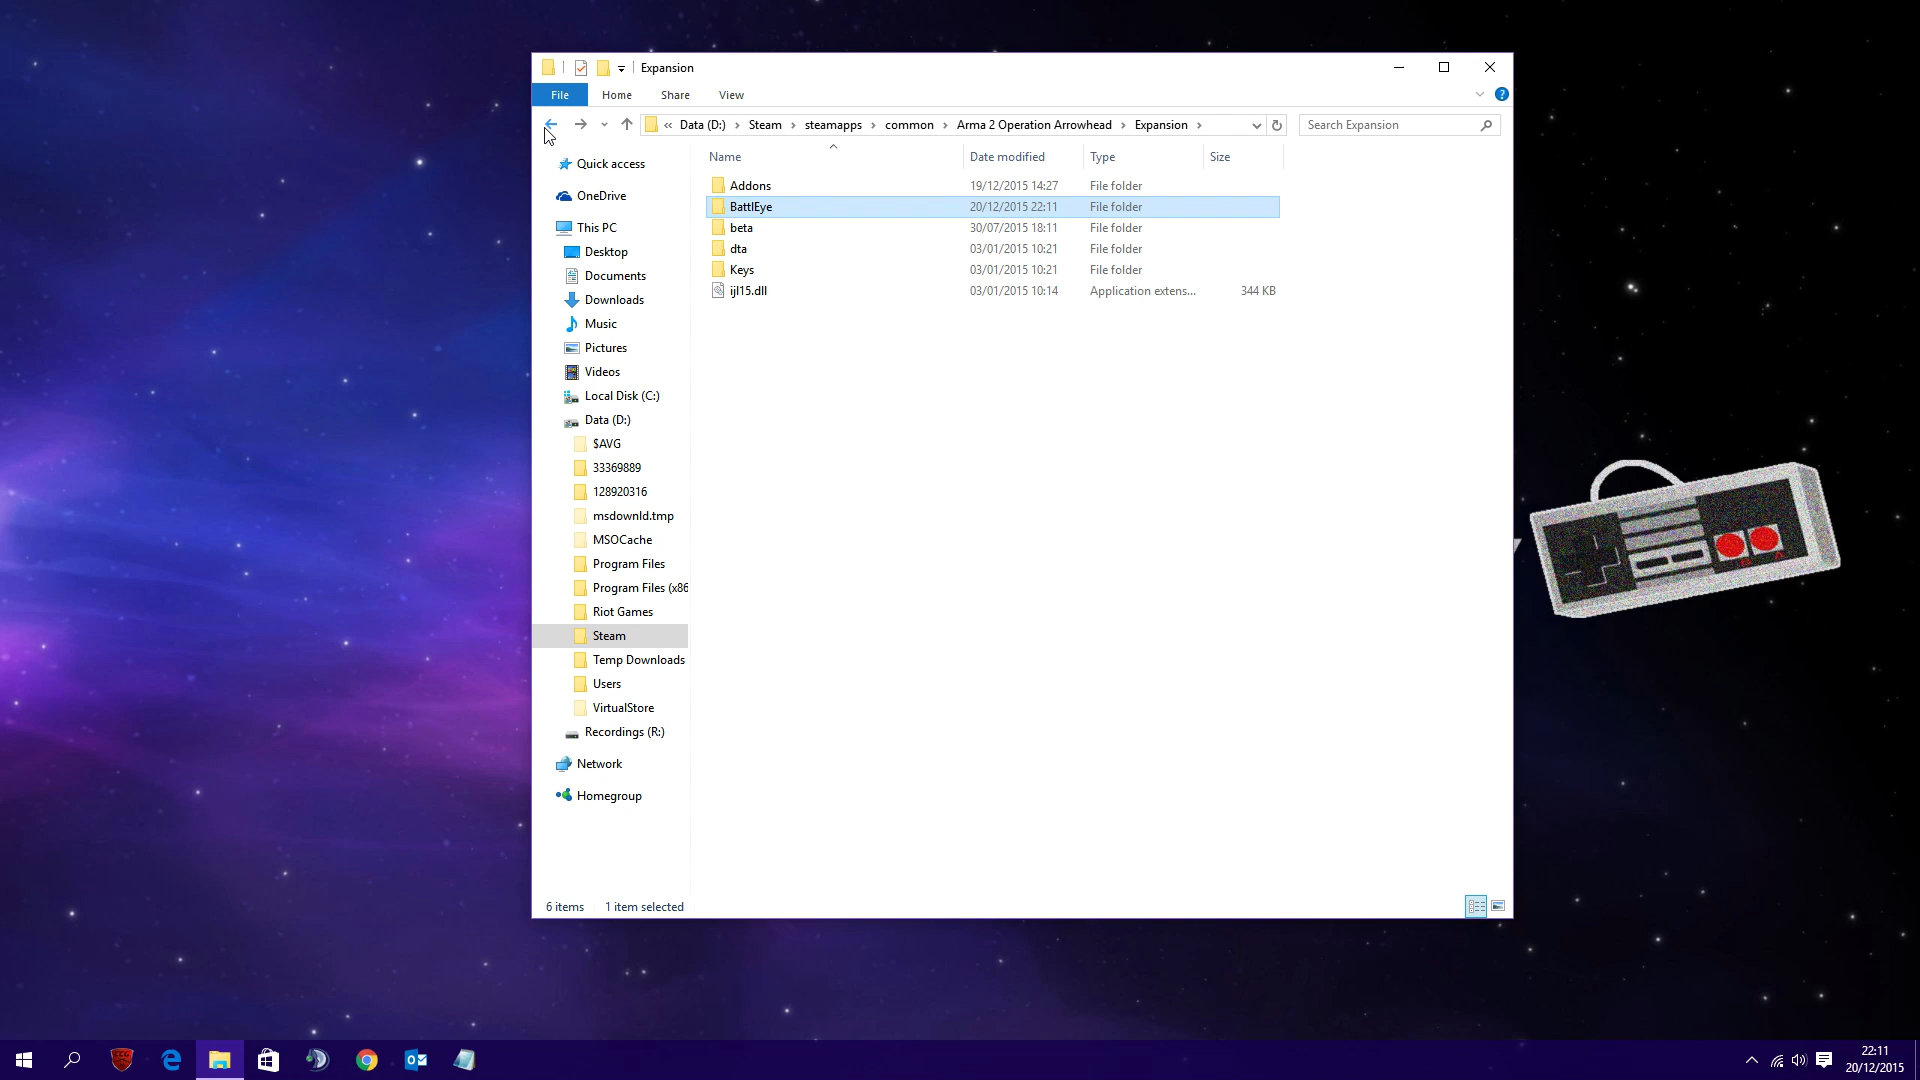 Expansion
File Home Share View
« Data (D:) > Steam > steamapps > common > Arma 2 Operation Arrowhead > Expansion >
Search Expansion
Name Date modified Type Size
Addons 19/12/2015 14:27 File folder
BattlEye 20/12/2015 22:11 File folder
beta 30/07/2015 18:11 File folder
dta 03/01/2015 10:21 File folder
Keys 03/01/2015 10:21 File folder
ijl15.dll 03/01/2015 10:14 Application extens... 344 KB
Quick access
OneDrive
This PC
Desktop
Documents
Downloads
Music
Pictures
Videos
Local Disk (C:)
Data (D:)
$AVG
33369889
128920316
msdownld.tmp
MSOCache
Program Files
Program Files (x86
Riot Games
Steam
Temp Downloads
Users
VirtualStore
Recordings (R:)
Network
Homegroup
6 items 1 item selected
22:11
20/12/2015